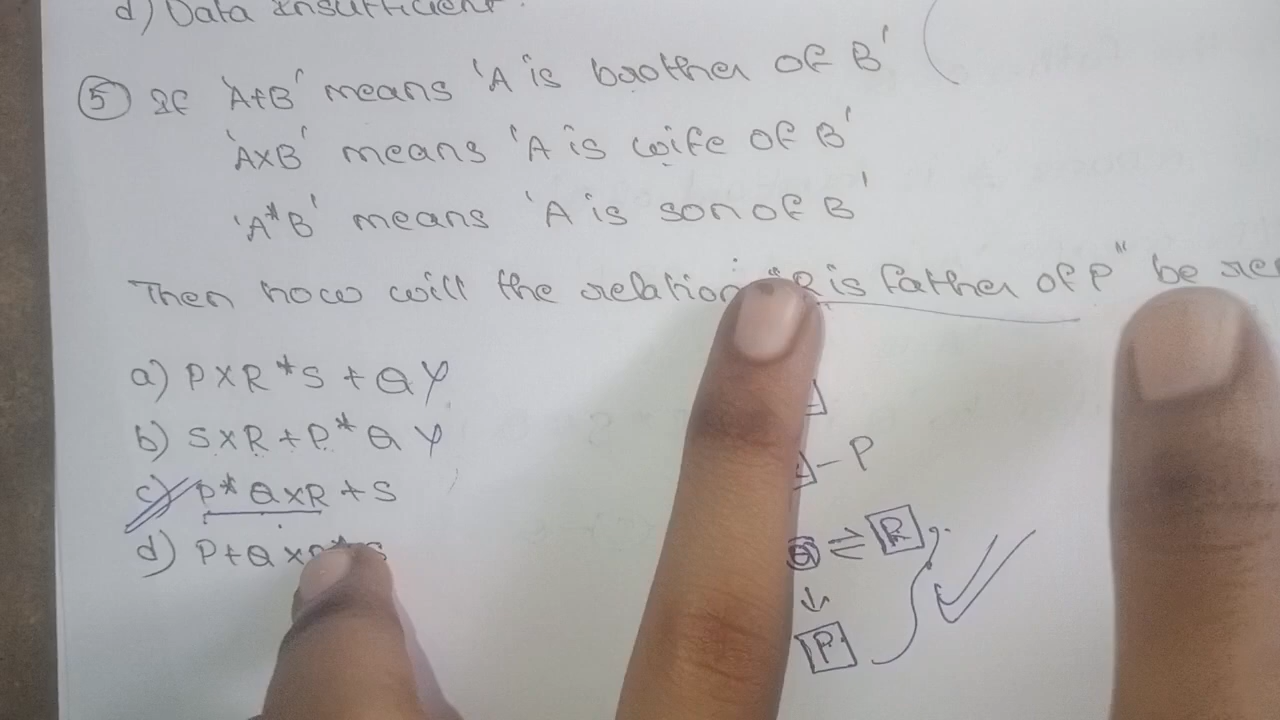 d) Data Insufficient.
⑤ If 'A+B' means 'A is brother of B'
'A×B' means 'A is wife of B'
'A*B' means 'A is son of B'
Then how will the relation "R is father of P" be
a) P×R*S+Q
b) S×R+P*Q
c) P*Q×R+S
d) P+Q×
P
Q ⇌ R
↓
P